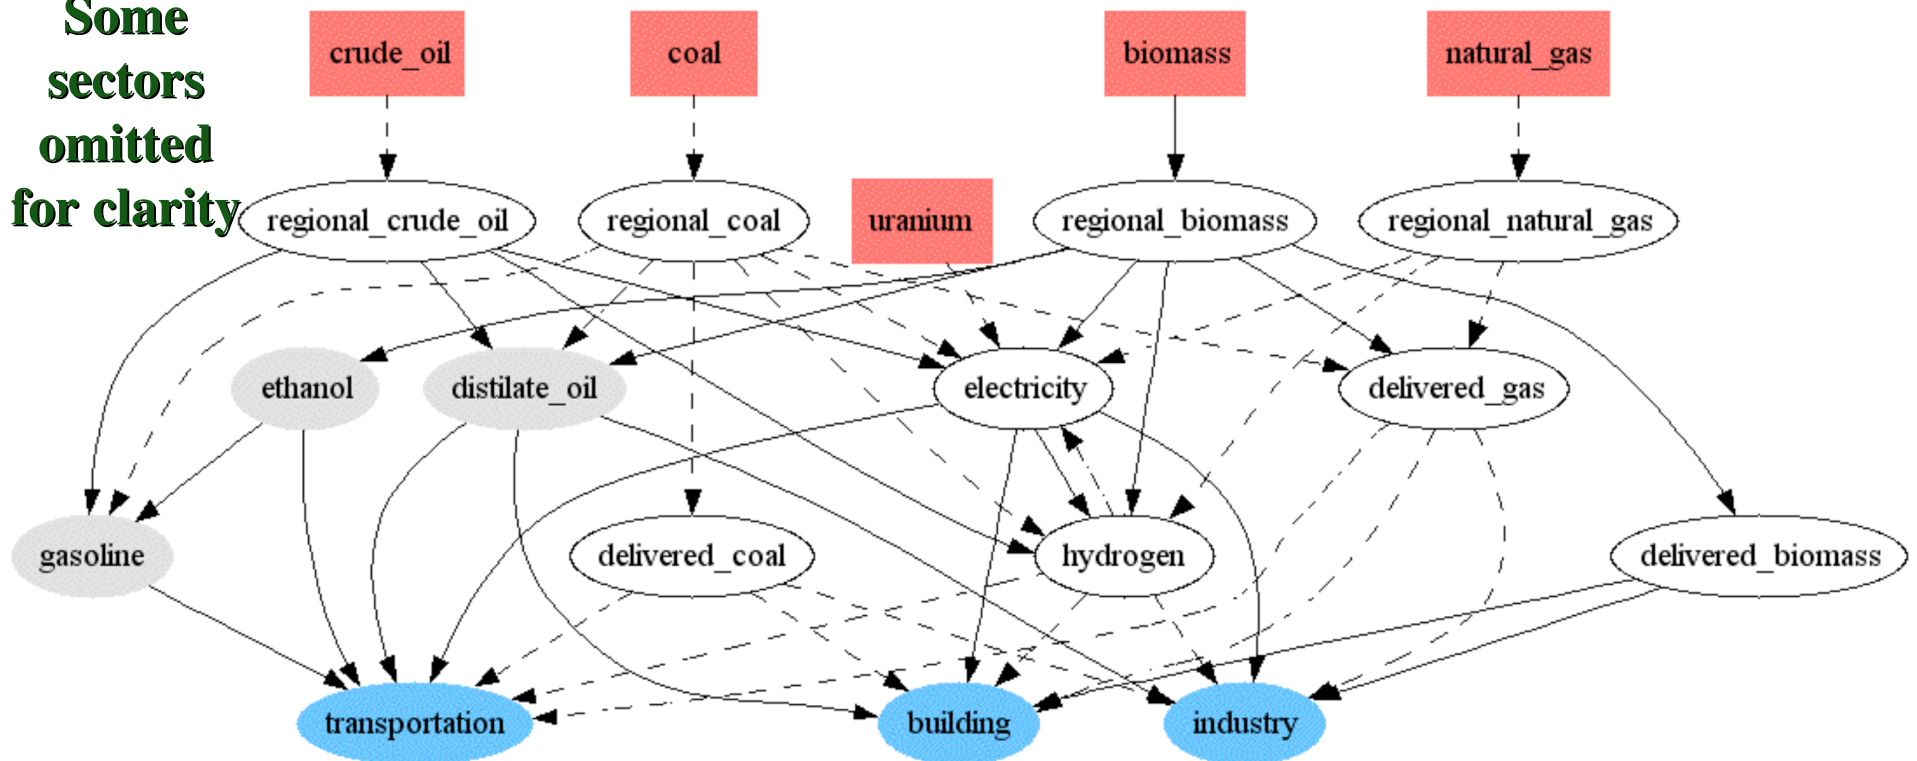 Some
sectors
omitted
for clarity
crude_oil
coal
biomass
natural_gas
regional_crude_oil
regional_coal
uranium
regional_biomass
regional_natural_gas
ethanol
distilate_oil
electricity
delivered_gas
gasoline
delivered_coal
hydrogen
delivered_biomass
transportation
building
industry